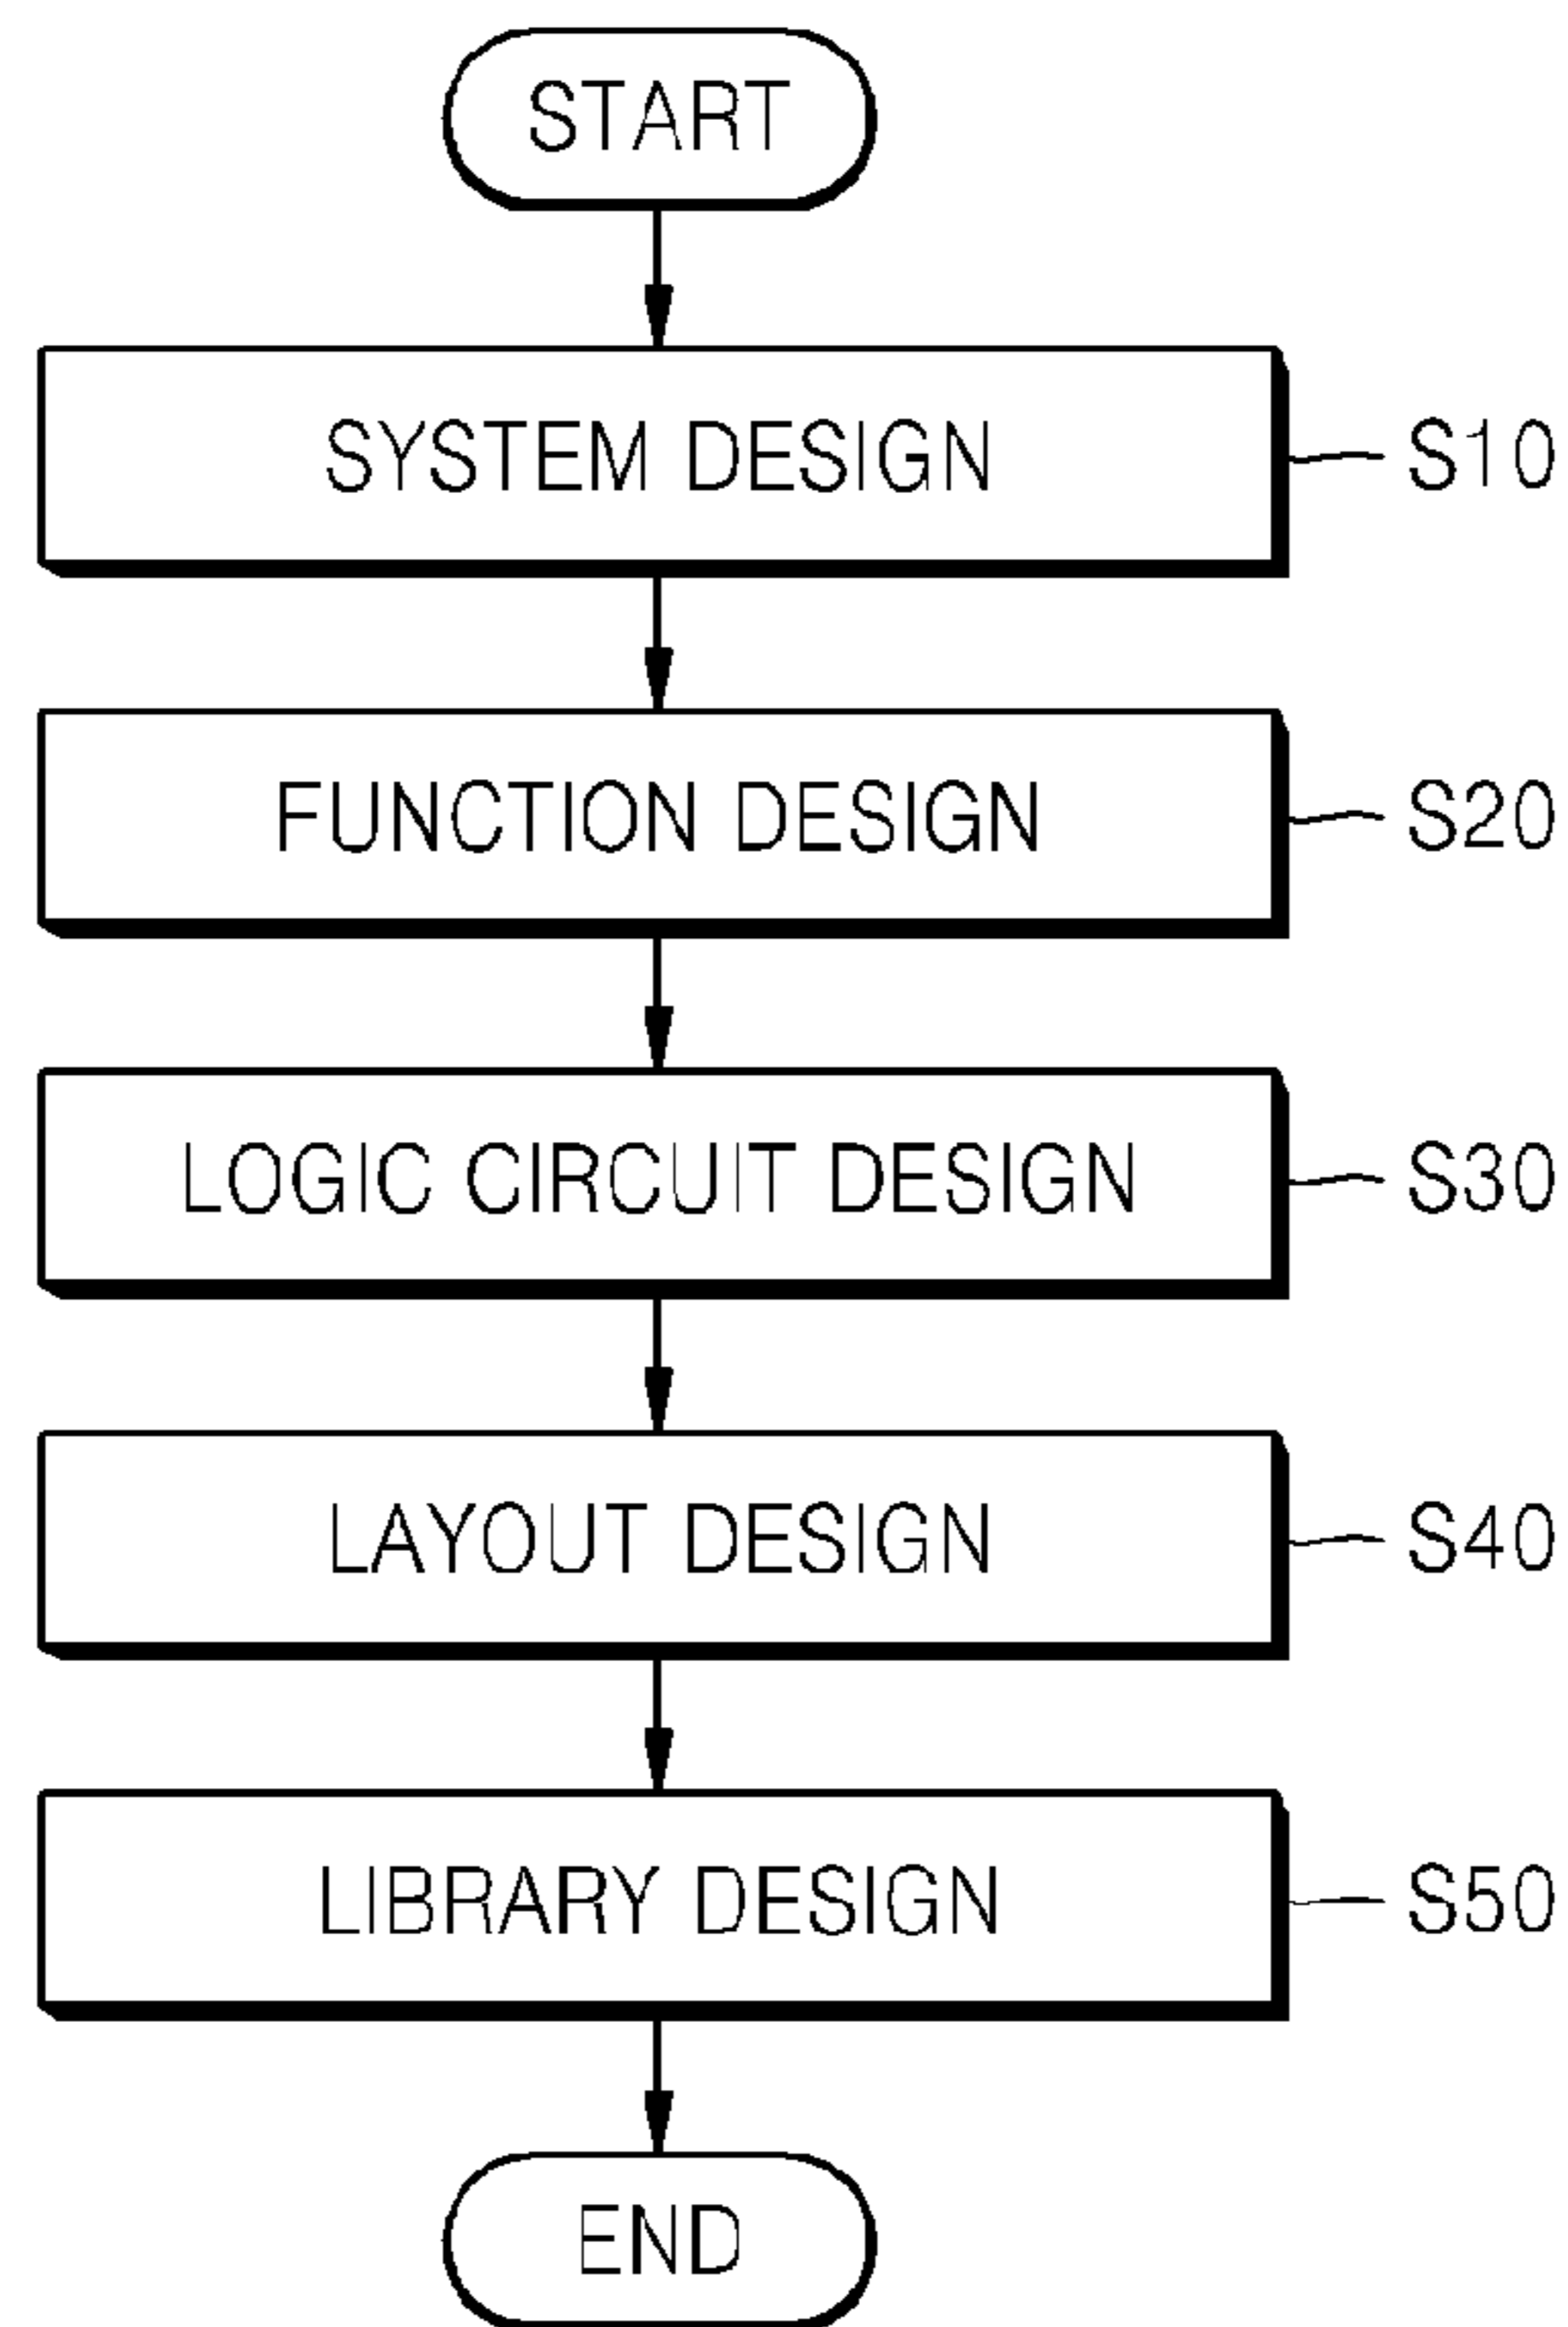 START
SYSTEM DESIGN
S10
FUNCTION DESIGN
S20
LOGIC CIRCUIT DESIGN
S30
LAYOUT DESIGN
S40
LIBRARY DESIGN
S50
END